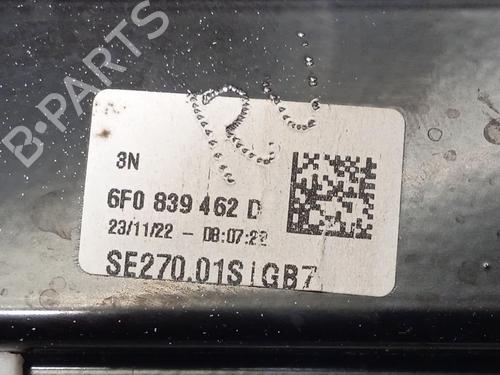 B-PARTS
3N
6F0 839 462 D
23/11/22 - 08:07:22
SE270.01S|GB7